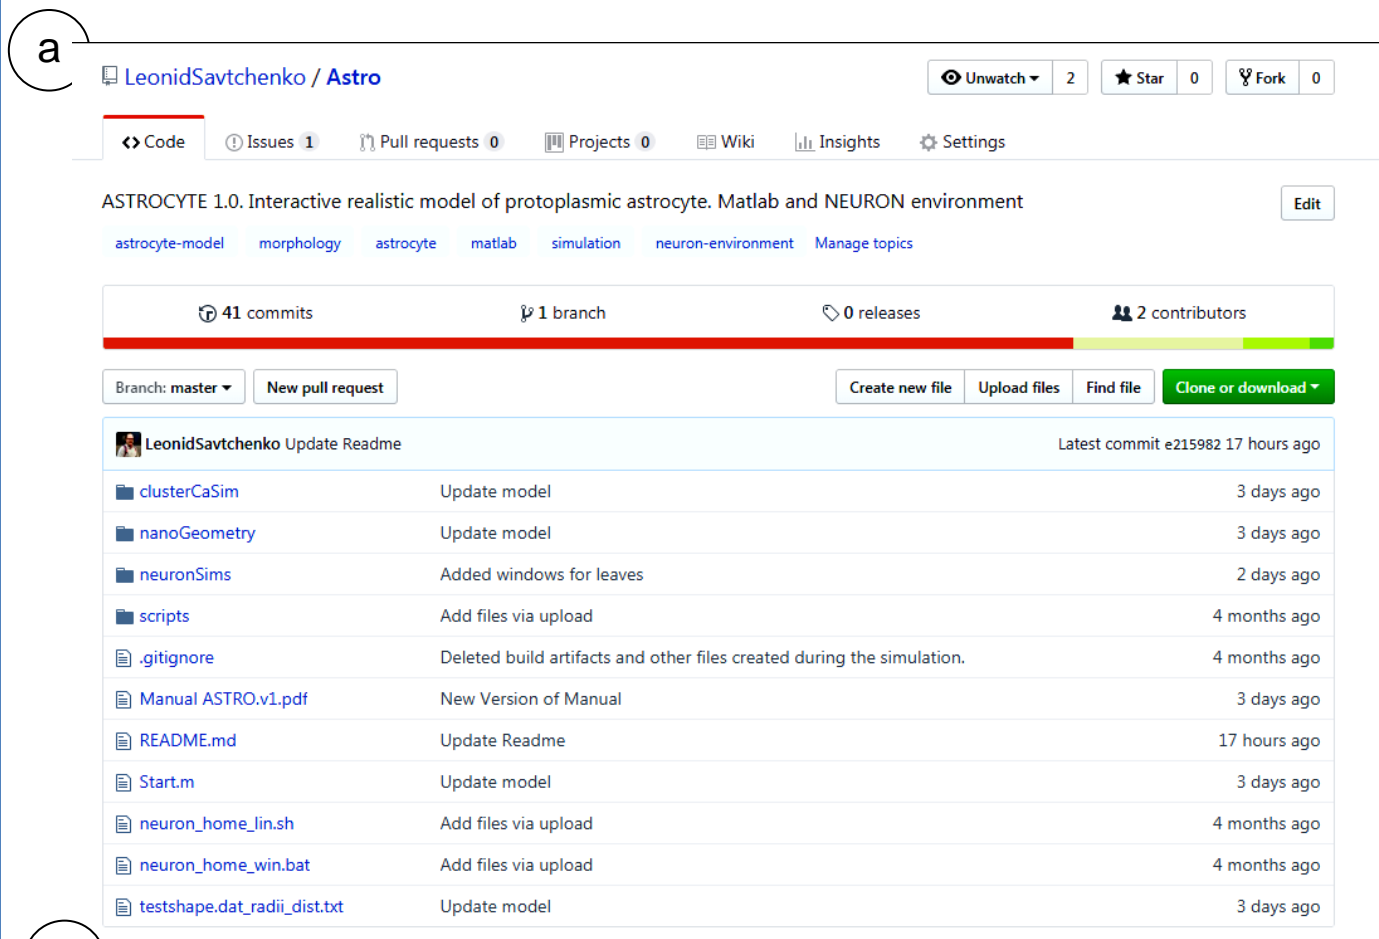 a
LeonidSavtchenko / Astro
Unwatch 2 Star 0 Fork 0
Code Issues 1 Pull requests 0 Projects 0 Wiki Insights Settings
ASTROCYTE 1.0. Interactive realistic model of protoplasmic astrocyte. Matlab and NEURON environment Edit
astrocyte-model morphology astrocyte matlab simulation neuron-environment Manage topics
41 commits 1 branch 0 releases 2 contributors
Branch: master New pull request Create new file Upload files Find file Clone or download
LeonidSavtchenko Update Readme Latest commit e215982 17 hours ago
clusterCaSim Update model 3 days ago
nanoGeometry Update model 3 days ago
neuronSims Added windows for leaves 2 days ago
scripts Add files via upload 4 months ago
.gitignore Deleted build artifacts and other files created during the simulation. 4 months ago
Manual ASTRO.v1.pdf New Version of Manual 3 days ago
README.md Update Readme 17 hours ago
Start.m Update model 3 days ago
neuron_home_lin.sh Add files via upload 4 months ago
neuron_home_win.bat Add files via upload 4 months ago
testshape.dat_radii_dist.txt Update model 3 days ago